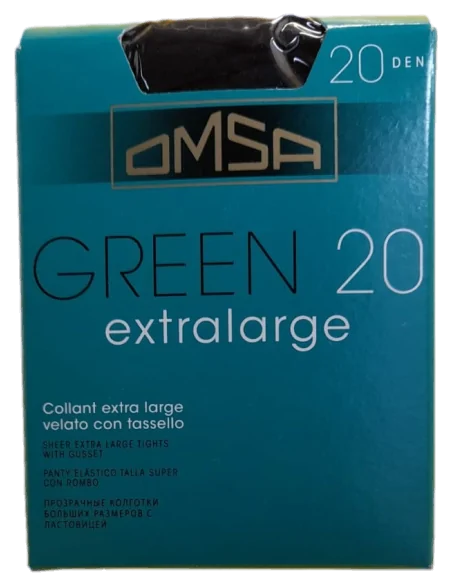 20 DEN
OMSA
GREEN 20
extralarge
Collant extra large
velato con tassello
SHEER EXTRA LARGE TIGHTS
WITH GUSSET
PANTY ELÁSTICO TALLA SUPER
CON ROMBO
ПРОЗРАЧНЫЕ КОЛГОТКИ
БОЛЬШИХ РАЗМЕРОВ С
ЛАСТОВИЦЕЙ